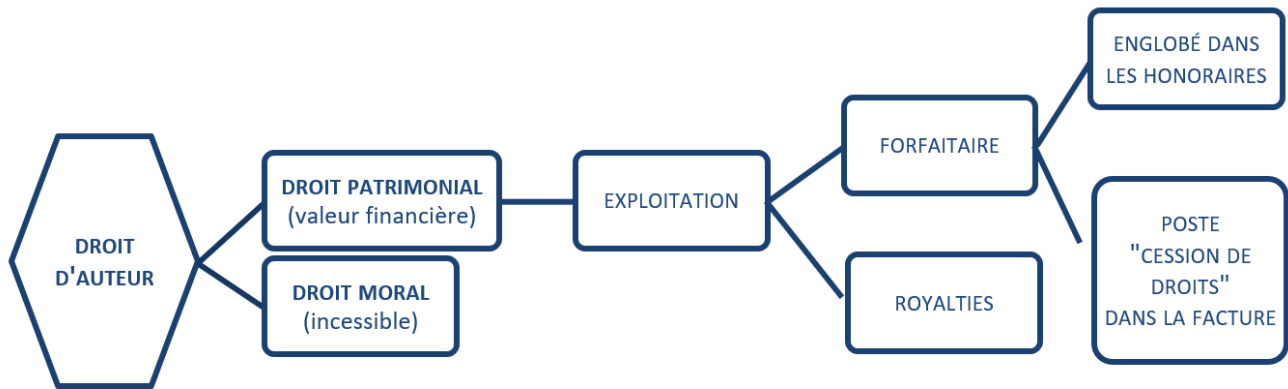 DROIT
D'AUTEUR
DROIT PATRIMONIAL
(valeur financière)
DROIT MORAL
(incessible)
EXPLOITATION
FORFAITAIRE
ROYALTIES
ENGLOBÉ DANS
LES HONORAIRES
POSTE
"CESSION DE
DROITS"
DANS LA FACTURE